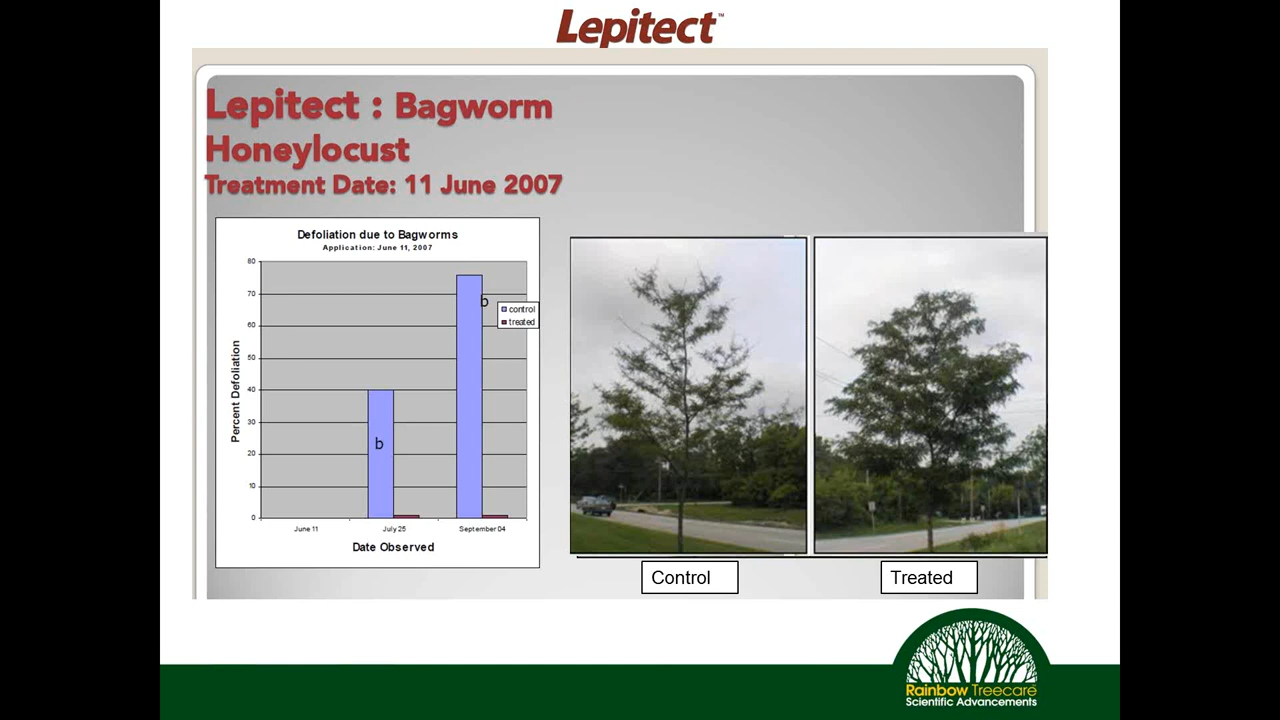 Lepitect™
Lepitect : Bagworm
Honeylocust
Treatment Date: 11 June 2007
Defoliation due to Bagworms
Application: June 11, 2007
80
70
60
50
40
30
20
10
0
Percent Defoliation
b
b
control
treated
June 11
July 25
September 04
Date Observed
Control
Treated
Rainbow Treecare
Scientific Advancements